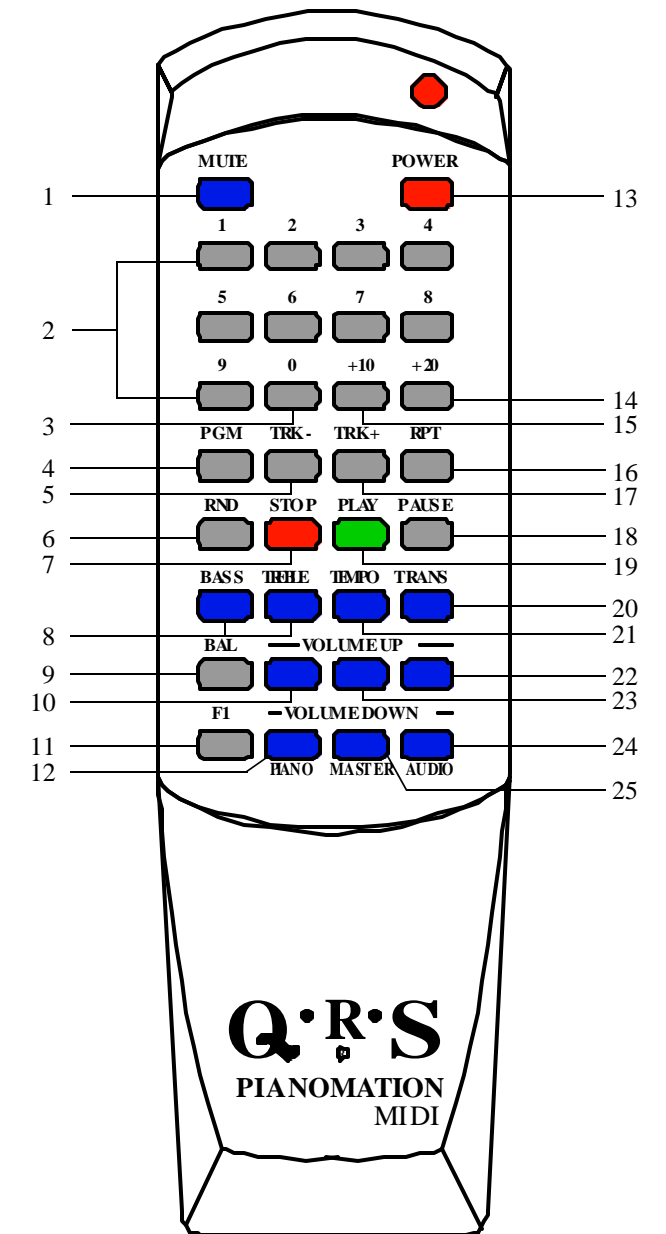 MUTE POWER
1 13
1 2 3 4
5 6 7 8
2
9 0 +10 +20
14
3 15
PGM TRK- TRK+ RPT
4 16
5 17
RND STOP PLAY PAUSE
6 18
7 19
BASS TREBLE TEMPO TRANS
20
8 21
BAL VOLUME UP
9 22
10 23
F1 VOLUME DOWN
11 24
12 PIANO MASTER AUDIO 25
Q·R·S
PIANOMATION
MIDI